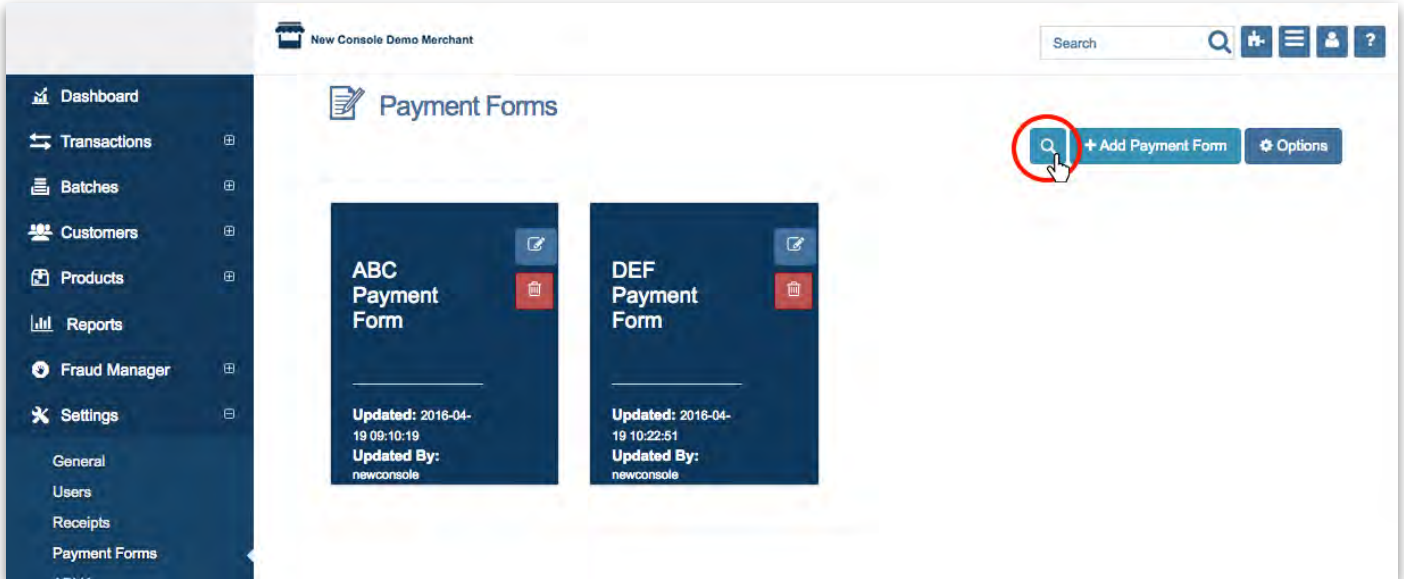 New Console Demo Merchant
Search
?
Dashboard
Transactions
Batches
Customers
Products
Reports
Fraud Manager
Settings
General
Users
Receipts
Payment Forms
Payment Forms
+ Add Payment Form
Options
ABC
Payment
Form
Updated: 2016-04-
19 09:10:19
Updated By:
newconsole
DEF
Payment
Form
Updated: 2016-04-
19 10:22:51
Updated By:
newconsole